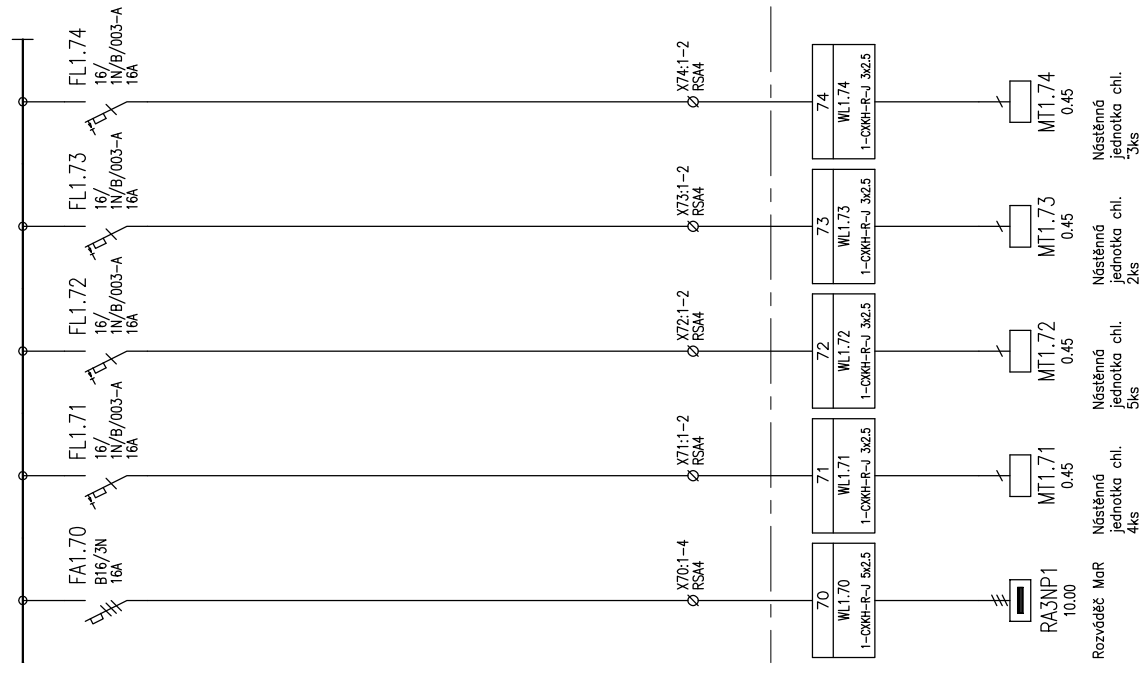 FL1.74
16/
1N/B/003-A
16A
X74:1-2
RSA4
74
WL1.74
1-CXKH-R-J 3x2.5
MT1.74
0.45
Nástěnná
jednotka chl.
3ks
FL1.73
16/
1N/B/003-A
16A
X73:1-2
RSA4
73
WL1.73
1-CXKH-R-J 3x2.5
MT1.73
0.45
Nástěnná
jednotka chl.
2ks
FL1.72
16/
1N/B/003-A
16A
X72:1-2
RSA4
72
WL1.72
1-CXKH-R-J 3x2.5
MT1.72
0.45
Nástěnná
jednotka chl.
5ks
FL1.71
16/
1N/B/003-A
16A
X71:1-2
RSA4
71
WL1.71
1-CXKH-R-J 3x2.5
MT1.71
0.45
Nástěnná
jednotka chl.
4ks
FA1.70
B16/3N
16A
X70:1-4
RSA4
70
WL1.70
1-CXKH-R-J 5x2.5
RA3NP1
10.00
Rozváděč MaR